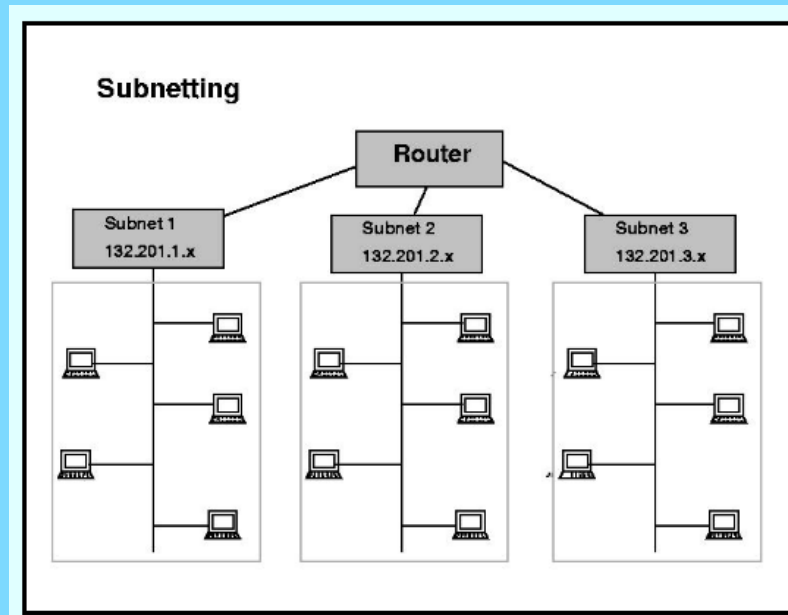 Subnetting
Router
Subnet 1
132.201.1.x
Subnet 2
132.201.2.x
Subnet 3
132.201.3.x